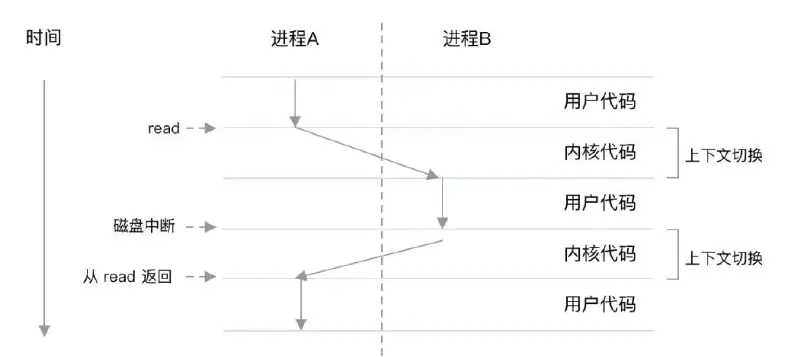 时间
进程A
进程B
用户代码
read
内核代码
上下文切换
用户代码
磁盘中断
内核代码
上下文切换
从 read 返回
用户代码